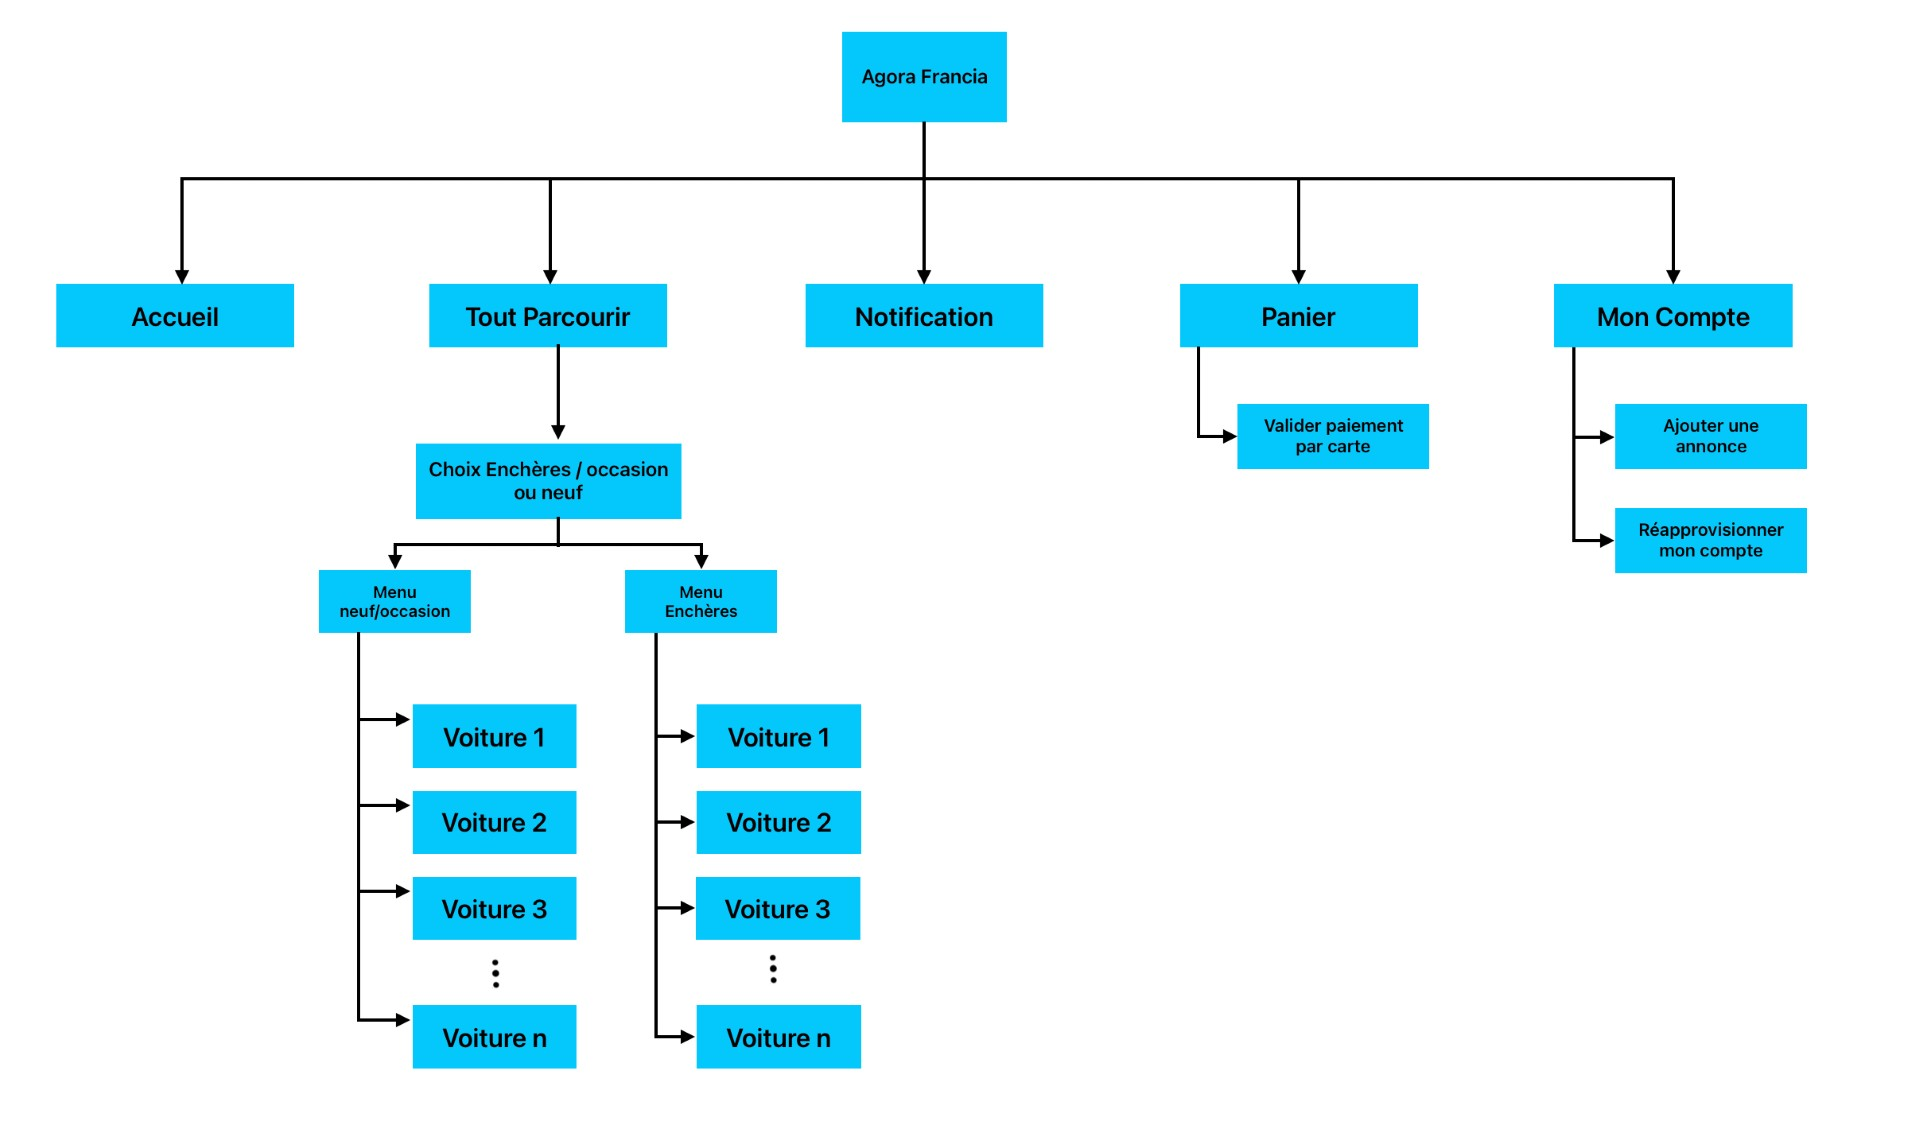 Agora Francia
Accueil
Tout Parcourir
Notification
Panier
Mon Compte
Valider paiement
par carte
Ajouter une
annonce
Choix Enchères / occasion
ou neuf
Réapprovisionner
mon compte
Menu
neuf/occasion
Menu
Enchères
Voiture 1
Voiture 1
Voiture 2
Voiture 2
Voiture 3
Voiture 3
Voiture n
Voiture n